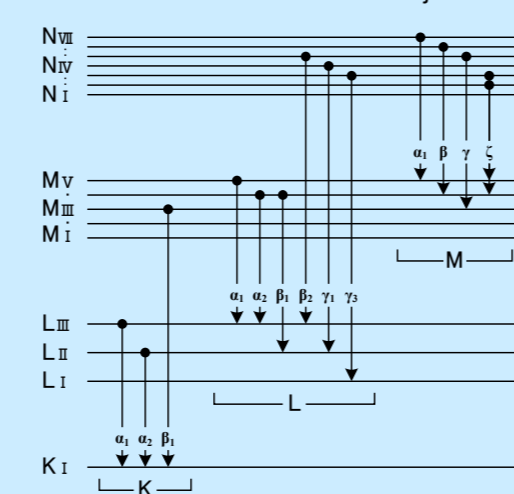 NⅦ
:
NⅣ
:
NⅠ
α₁ β γ ζ
MⅤ
·
MⅢ
·
MⅠ
M
α₁ α₂ β₁ β₂ γ₁ γ₃
LⅢ
LⅡ
LⅠ
L
α₁ α₂ β₁
KⅠ
K